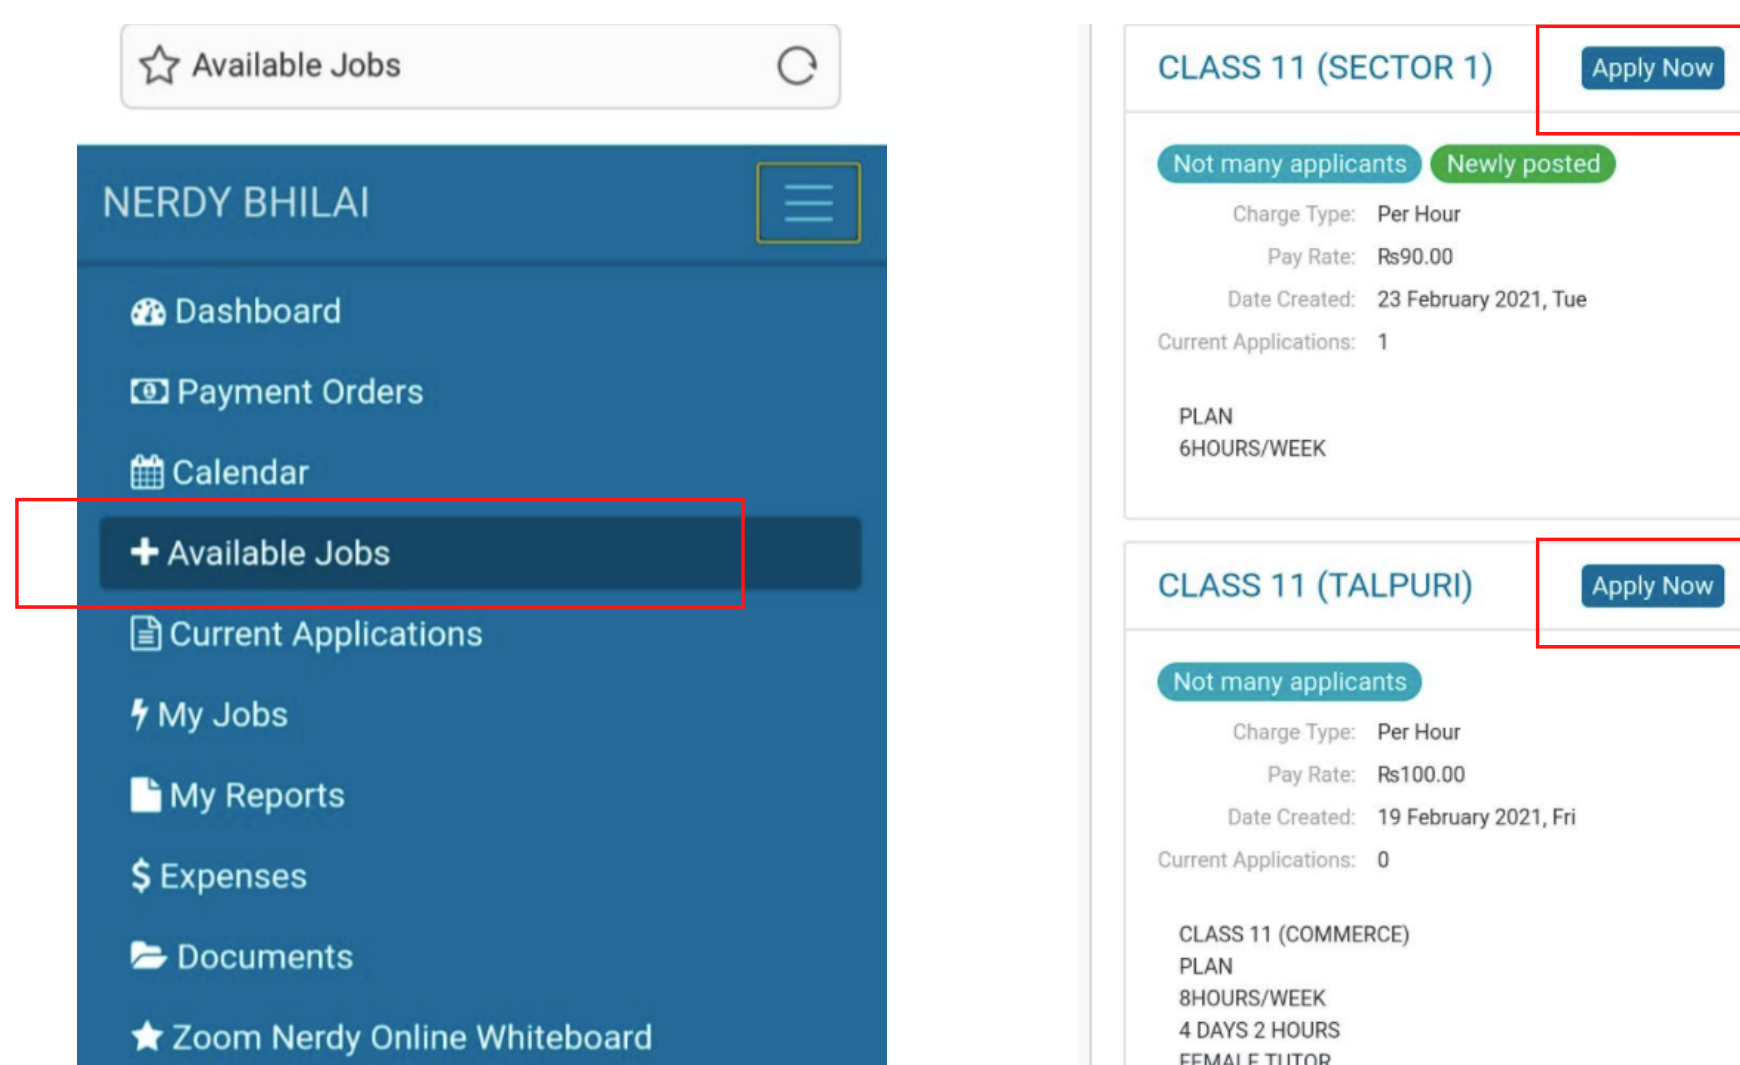 Available Jobs
NERDY BHILAI
Dashboard
Payment Orders
Calendar
Available Jobs
Current Applications
My Jobs
My Reports
$ Expenses
Documents
Zoom Nerdy Online Whiteboard
CLASS 11 (SECTOR 1)
Apply Now
Not many applicants Newly posted
Charge Type: Per Hour
Pay Rate: ₨90.00
Date Created: 23 February 2021, Tue
Current Applications: 1
PLAN
6HOURS/WEEK
CLASS 11 (TALPURI)
Apply Now
Not many applicants
Charge Type: Per Hour
Pay Rate: ₨100.00
Date Created: 19 February 2021, Fri
Current Applications: 0
CLASS 11 (COMMERCE)
PLAN
8HOURS/WEEK
4 DAYS 2 HOURS
FEMALE TUTOR